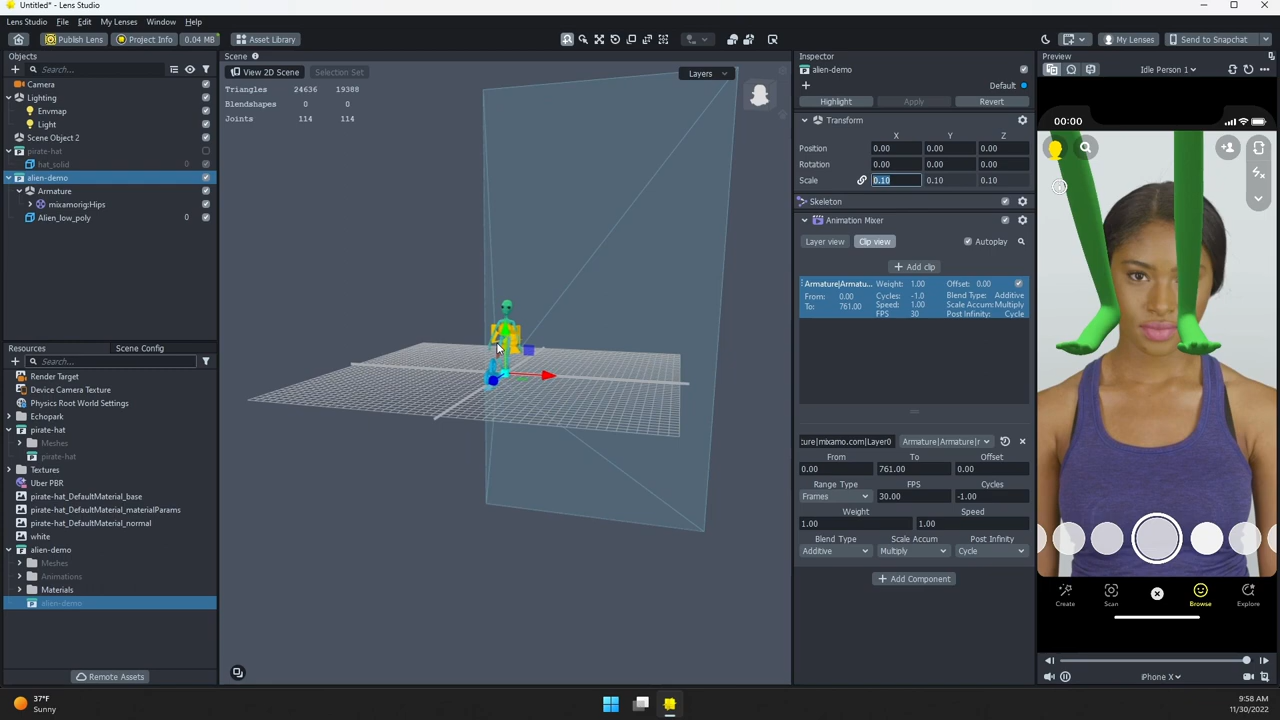 Untitled* - Lens Studio
Lens Studio File Edit My Lenses Window Help
Publish Lens Project Info 0.04 MB Asset Library My Lenses Send to Snapchat
Objects
Search...
Camera
Lighting
Envmap
Light
Scene Object 2
pirate-hat
hat_solid 0
alien-demo
Armature
mixamorig:Hips
Alien_low_poly 0
Resources Scene Config
Search...
Render Target
Device Camera Texture
Physics Root World Settings
Echopark
pirate-hat
Meshes
pirate-hat
Textures
Uber PBR
pirate-hat_DefaultMaterial_base
pirate-hat_DefaultMaterial_materialParams
pirate-hat_DefaultMaterial_normal
white
alien-demo
Meshes
Animations
Materials
alien-demo
Remote Assets
Scene
View 2D Scene Selection Set Layers
Triangles 24636 19388
Blendshapes 0 0
Joints 114 114
Inspector
alien-demo
Default
Highlight Apply Revert
Transform
X Y Z
Position 0.00 0.00 0.00
Rotation 0.00 0.00 0.00
Scale 0.10 0.10 0.10
Skeleton
Animation Mixer
Layer view Clip view Autoplay
Add clip
Armature|Armatu... Weight: 1.00 Offset: 0.00
From: 0.00 Cycles: -1.0 Blend Type: Additive
To: 761.00 Speed: 1.00 Scale Accum: Multiply
FPS 30 Post Infinity: Cycle
ture|mixamo.com|Layer0 Armature|Armature|r
From To Offset
0.00 761.00 0.00
Range Type FPS Cycles
Frames 30.00 -1.00
Weight Speed
1.00 1.00
Blend Type Scale Accum Post Infinity
Additive Multiply Cycle
Add Component
Preview
Idle Person 1
00:00
Create Scan Browse Explore
iPhone X
37°F
Sunny
9:58 AM
11/30/2022